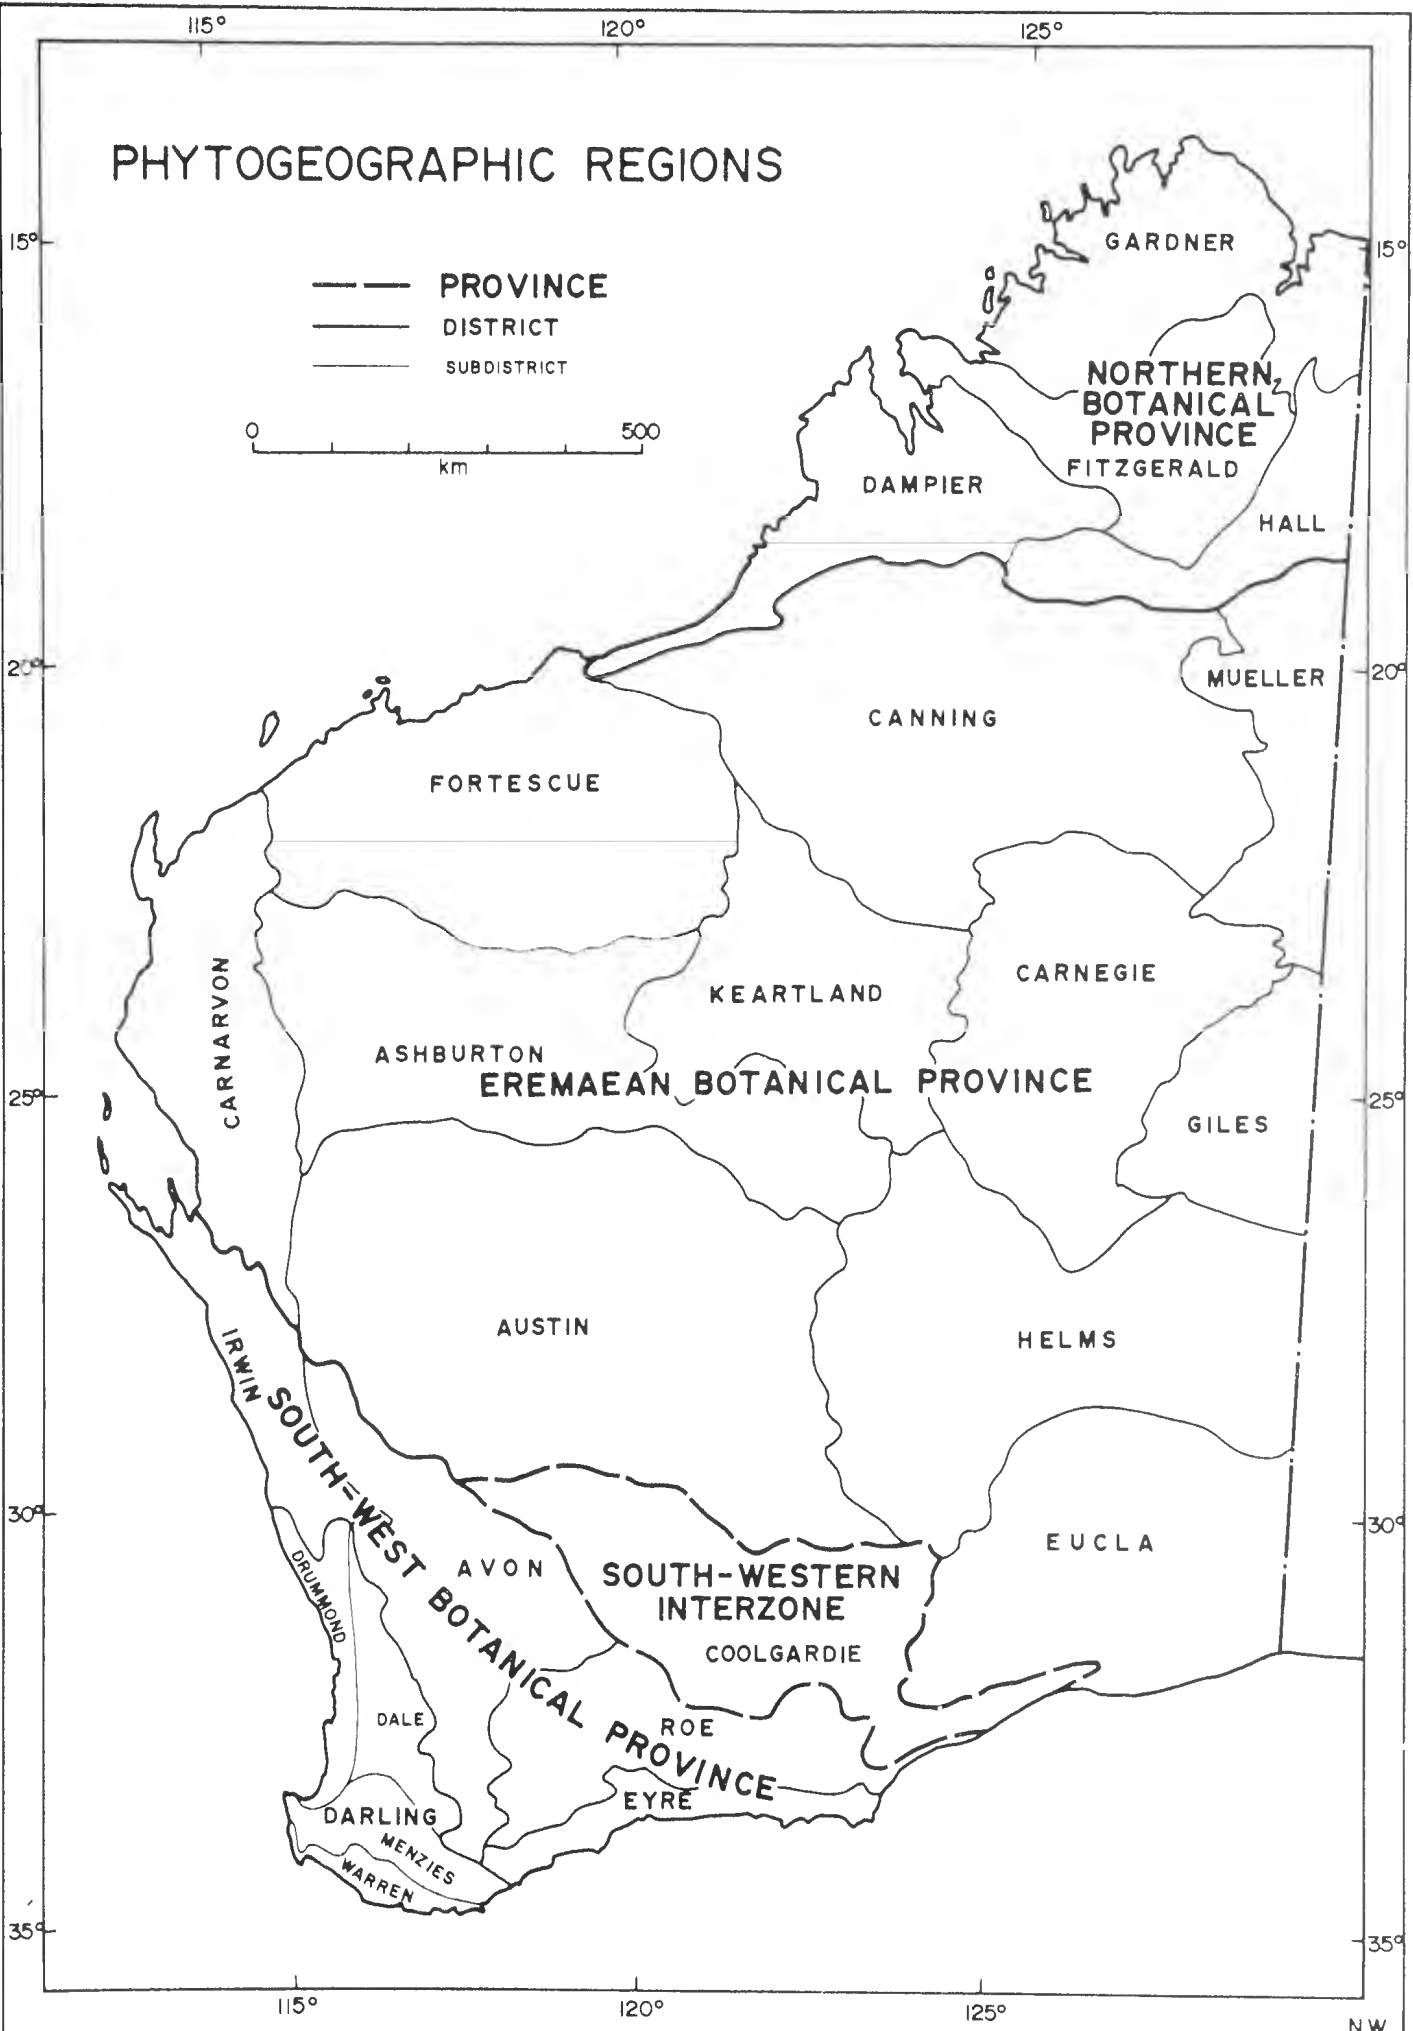 115° 120° 125°
PHYTOGEOGRAPHIC REGIONS
15° 15°
GARDNER
PROVINCE
DISTRICT
SUBDISTRICT
0 500
km
NORTHERN
BOTANICAL
PROVINCE
FITZGERALD
DAMPIER
HALL
20° 20°
MUELLER
CANNING
FORTESCUE
CARNARVON
KEARTLAND
CARNEGIE
ASHBURTON
EREMAEAN BOTANICAL PROVINCE
25° 25°
GILES
AUSTIN
HELMS
IRWIN
SOUTH-WEST BOTANICAL PROVINCE
30° 30°
DRUMMOND
AVON
SOUTH-WESTERN
INTERZONE
COOLGARDIE
EUCLA
DALE
ROE
EYRE
DARLING
MENZIES
WARREN
35° 35°
115° 120° 125°
N W